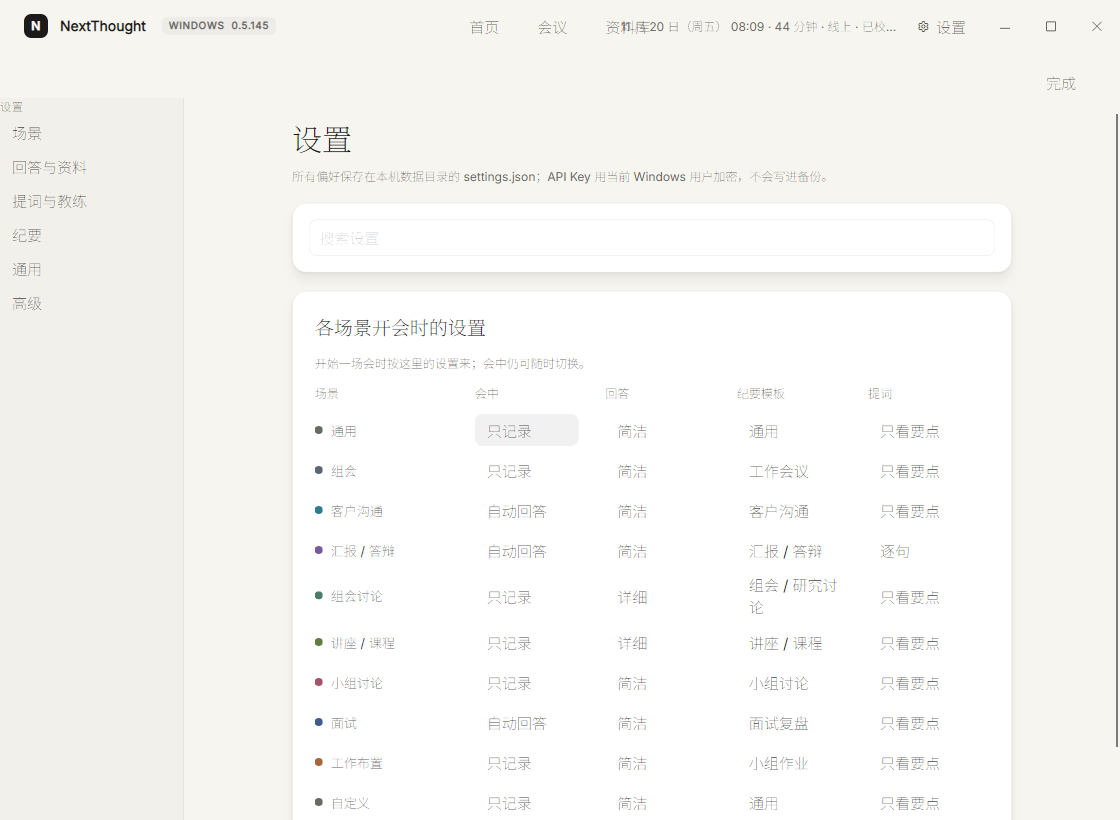 NextThought WINDOWS 0.5.145 首页 会议 资料库 20 日（周五） 08:09 · 44 分钟 · 线上 · 已校… 设置
完成
设置
场景
回答与资料
提词与教练
纪要
通用
高级
设置
所有偏好保存在本机数据目录的 settings.json；API Key 用当前 Windows 用户加密，不会写进备份。
搜索设置
各场景开会时的设置
开始一场会时按这里的设置来；会中仍可随时切换。
场景 会中 回答 纪要模板 提词
通用 只记录 简洁 通用 只看要点
组会 只记录 简洁 工作会议 只看要点
客户沟通 自动回答 简洁 客户沟通 只看要点
汇报 / 答辩 自动回答 简洁 汇报 / 答辩 逐句
组会讨论 只记录 详细 组会 / 研究讨论 只看要点
讲座 / 课程 只记录 详细 讲座 / 课程 只看要点
小组讨论 只记录 简洁 小组讨论 只看要点
面试 自动回答 简洁 面试复盘 只看要点
工作布置 只记录 简洁 小组作业 只看要点
自定义 只记录 简洁 通用 只看要点